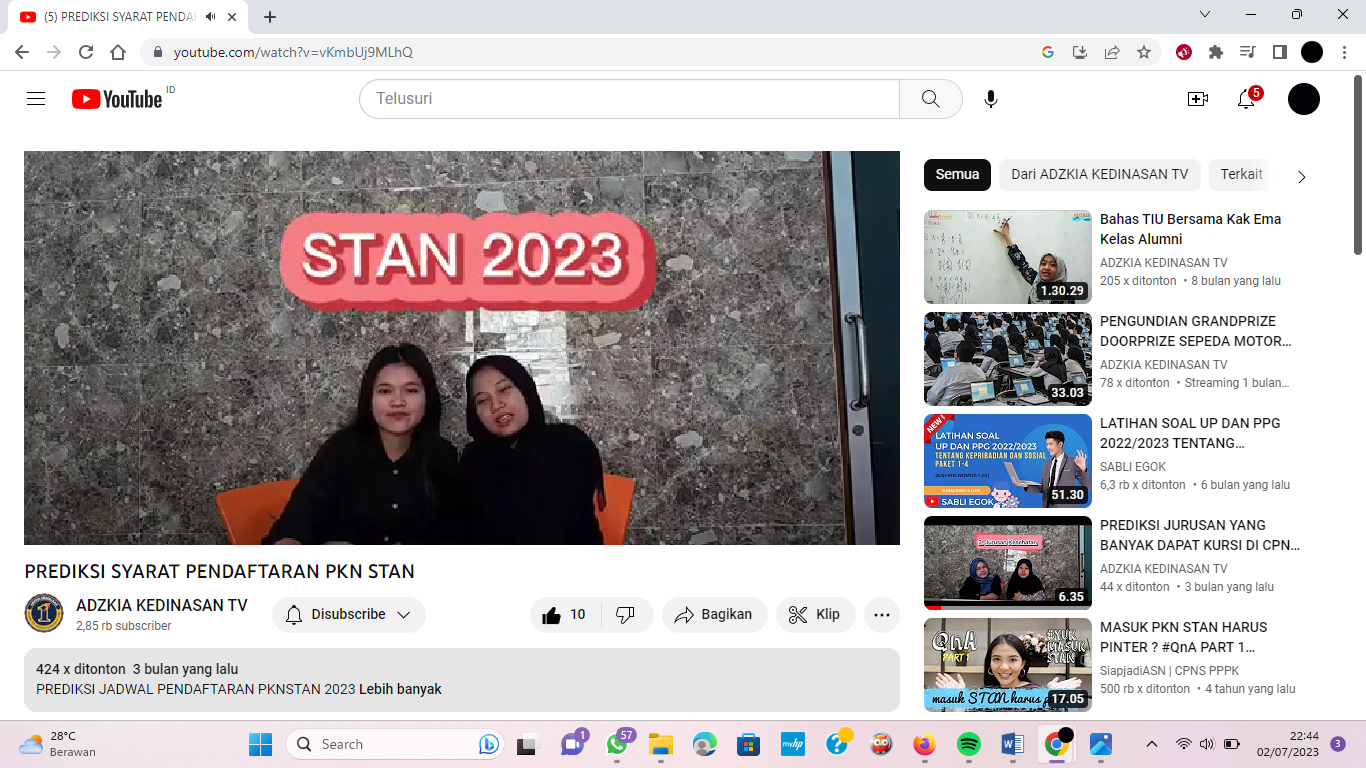 (5) PREDIKSI SYARAT PENDAF
youtube.com/watch?v=vKmbUj9MLhQ
YouTube ID
Telusuri
5
STAN 2023
PREDIKSI SYARAT PENDAFTARAN PKN STAN
ADZKIA KEDINASAN TV
2,85 rb subscriber
Disubscribe
10
Bagikan
Klip
424 x ditonton 3 bulan yang lalu
PREDIKSI JADWAL PENDAFTARAN PKNSTAN 2023 Lebih banyak
Semua
Dari ADZKIA KEDINASAN TV
Terkait
1.30.29
Bahas TIU Bersama Kak Ema
Kelas Alumni
ADZKIA KEDINASAN TV
205 x ditonton • 8 bulan yang lalu
33.03
PENGUNDIAN GRANDPRIZE
DOORPRIZE SEPEDA MOTOR…
ADZKIA KEDINASAN TV
78 x ditonton • Streaming 1 bulan…
NEW!
LATIHAN SOAL
UP DAN PPG 2022/2023
TENTANG KEPRIBADIAN DAN SOSIAL
PAKET 1-4
SABLI EGOK
51.30
LATIHAN SOAL UP DAN PPG
2022/2023 TENTANG…
SABLI EGOK
6,3 rb x ditonton • 6 bulan yang lalu
2. Jurusan Kesehatan
6.35
PREDIKSI JURUSAN YANG
BANYAK DAPAT KURSI DI CPN…
ADZKIA KEDINASAN TV
44 x ditonton • 3 bulan yang lalu
QnA
PART 1
#YUK
MASUK
STAN
masuk STAN harus
17.05
MASUK PKN STAN HARUS
PINTER ? #QnA PART 1…
SiapjadiASN | CPNS PPPK
500 rb x ditonton • 4 tahun yang lalu
28°C
Berawan
Search
1
57
myhp
22:44
02/07/2023
3